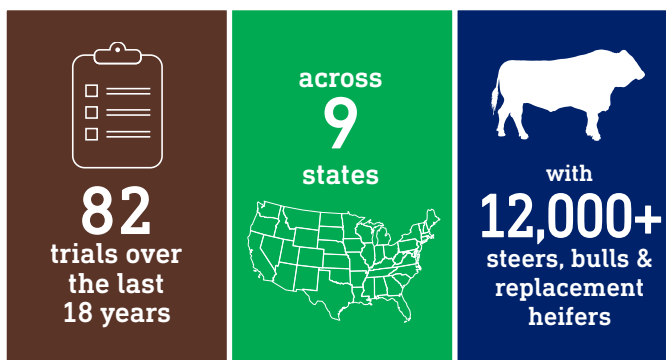 82
trials over
the last
18 years
across
9
states
with
12,000+
steers, bulls &
replacement
heifers